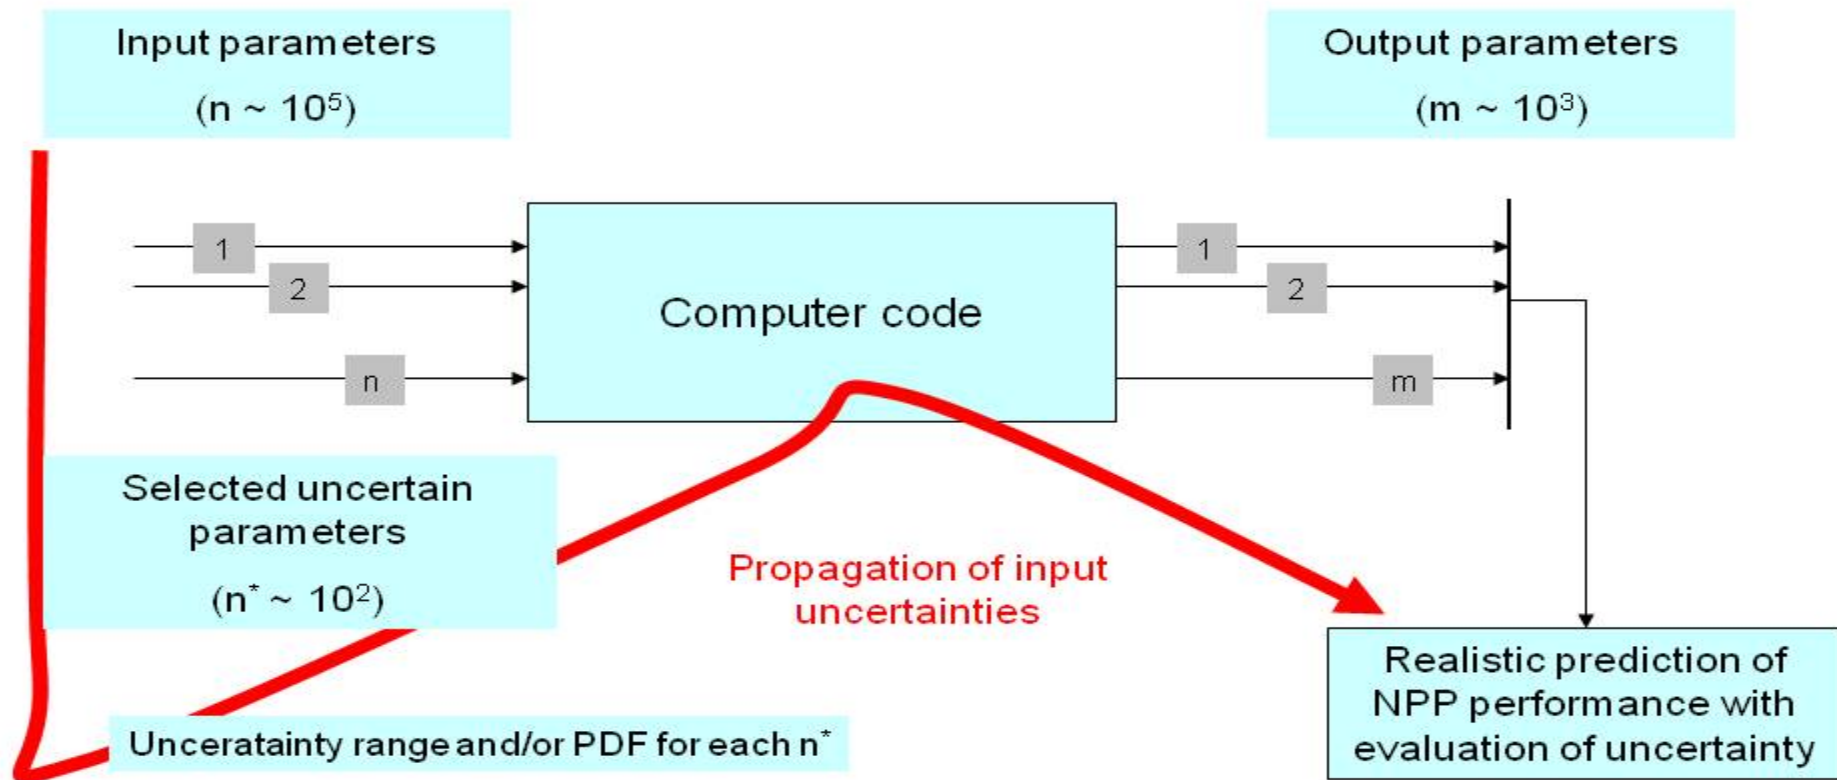 Input parameters
(n ~ 10⁵)
Output parameters
(m ~ 10³)
1
2
n
Computer code
1
2
m
Selected uncertain
parameters
(n* ~ 10²)
Propagation of input
uncertainties
Unceratainty range and/or PDF for each n*
Realistic prediction of
NPP performance with
evaluation of uncertainty